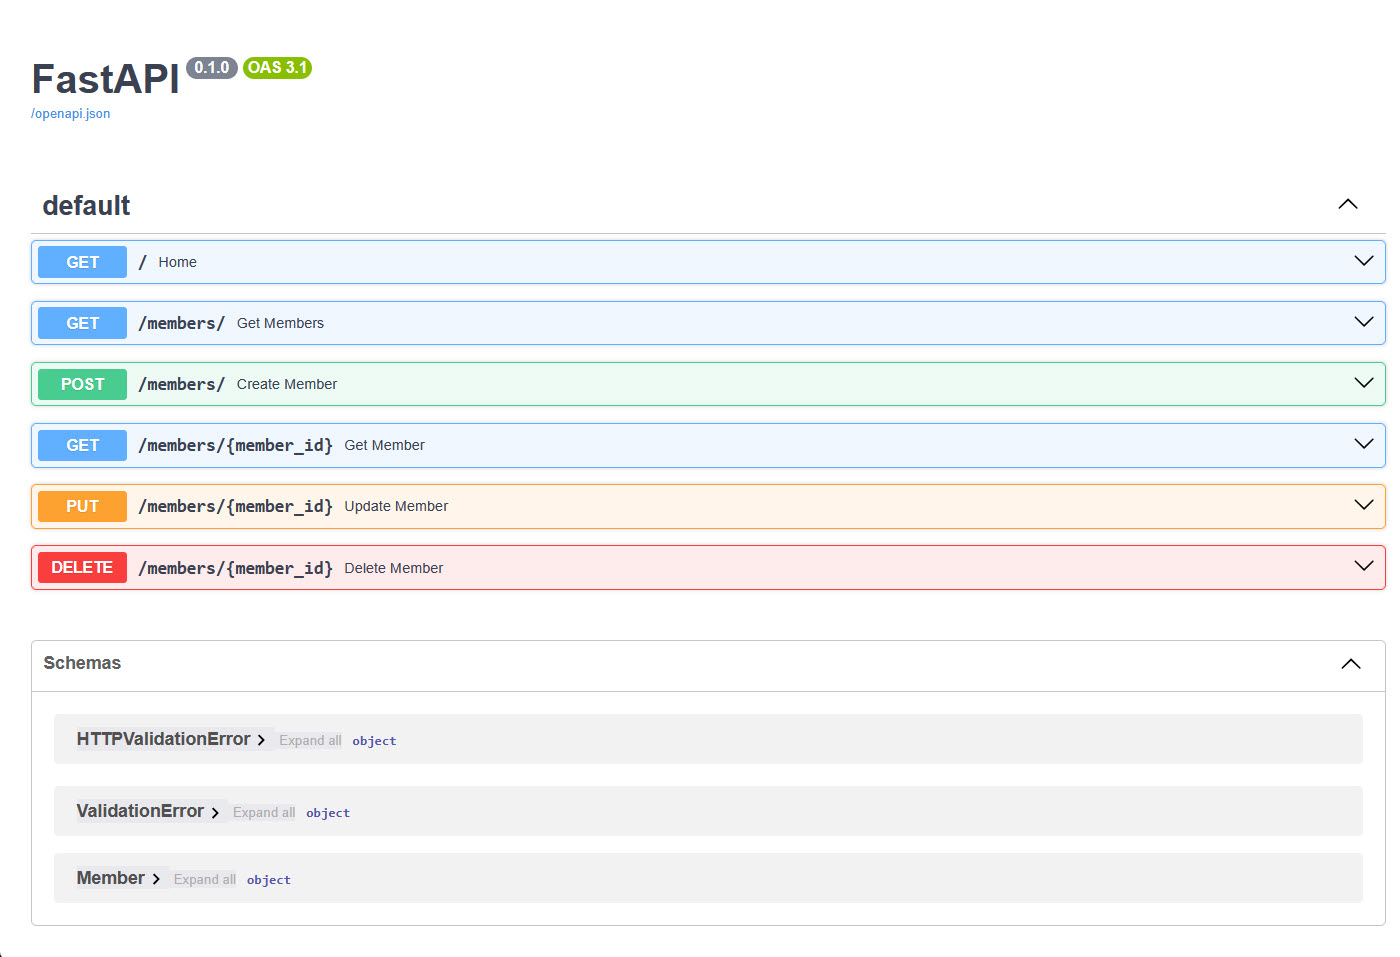 FastAPI 0.1.0 OAS 3.1
/openapi.json
default
GET / Home
GET /members/ Get Members
POST /members/ Create Member
GET /members/{member_id} Get Member
PUT /members/{member_id} Update Member
DELETE /members/{member_id} Delete Member
Schemas
HTTPValidationError Expand all object
ValidationError Expand all object
Member Expand all object